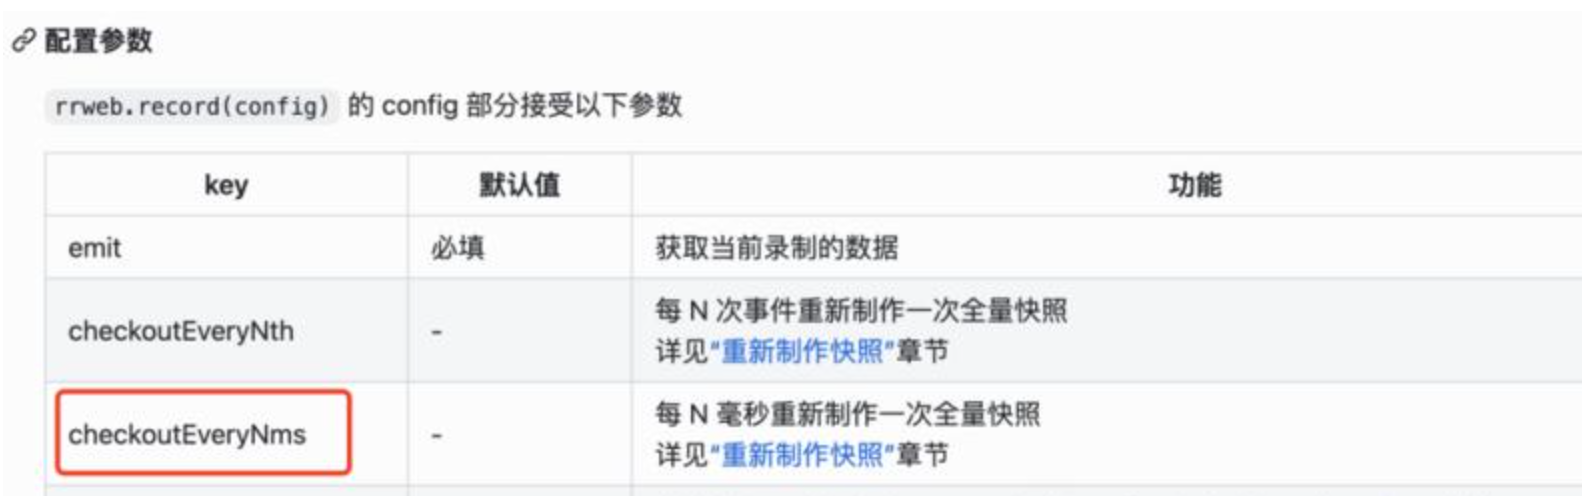 配置参数
rrweb.record(config) 的 config 部分接受以下参数
key 默认值 功能
emit 必填 获取当前录制的数据
checkoutEveryNth - 每 N 次事件重新制作一次全量快照
详见“重新制作快照”章节
checkoutEveryNms - 每 N 毫秒重新制作一次全量快照
详见“重新制作快照”章节